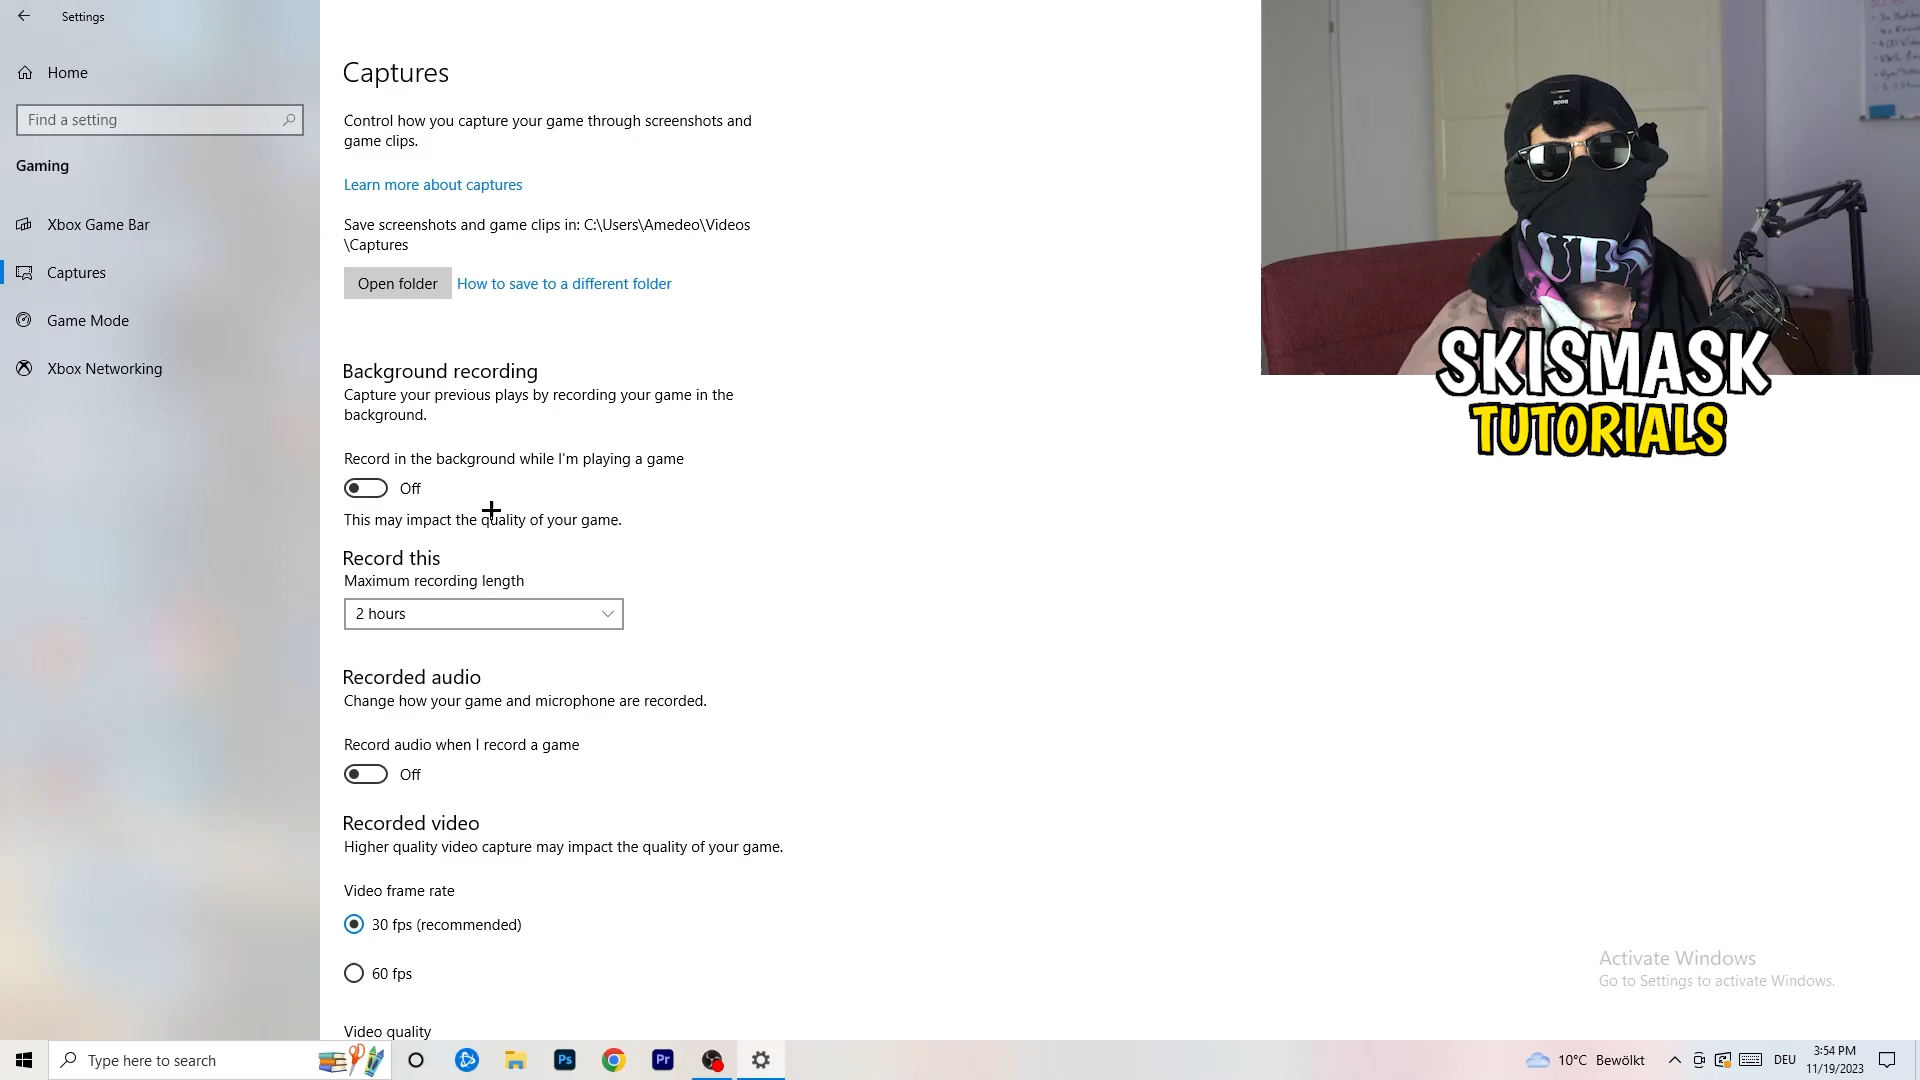 Settings
Home
Find a setting
Gaming
Xbox Game Bar
Captures
Game Mode
Xbox Networking
Captures
Control how you capture your game through screenshots and
game clips.
Learn more about captures
Save screenshots and game clips in: C:\Users\Amedeo\Videos
\Captures
Open folder
How to save to a different folder
Background recording
Capture your previous plays by recording your game in the
background.
Record in the background while I'm playing a game
Off
This may impact the quality of your game.
Record this
Maximum recording length
2 hours
Recorded audio
Change how your game and microphone are recorded.
Record audio when I record a game
Off
Recorded video
Higher quality video capture may impact the quality of your game.
Video frame rate
30 fps (recommended)
60 fps
Video quality
SKISMASK
TUTORIALS
Activate Windows
Go to Settings to activate Windows.
Type here to search
Ps
Pr
10°C Bewölkt
DEU
3:54 PM
11/19/2023